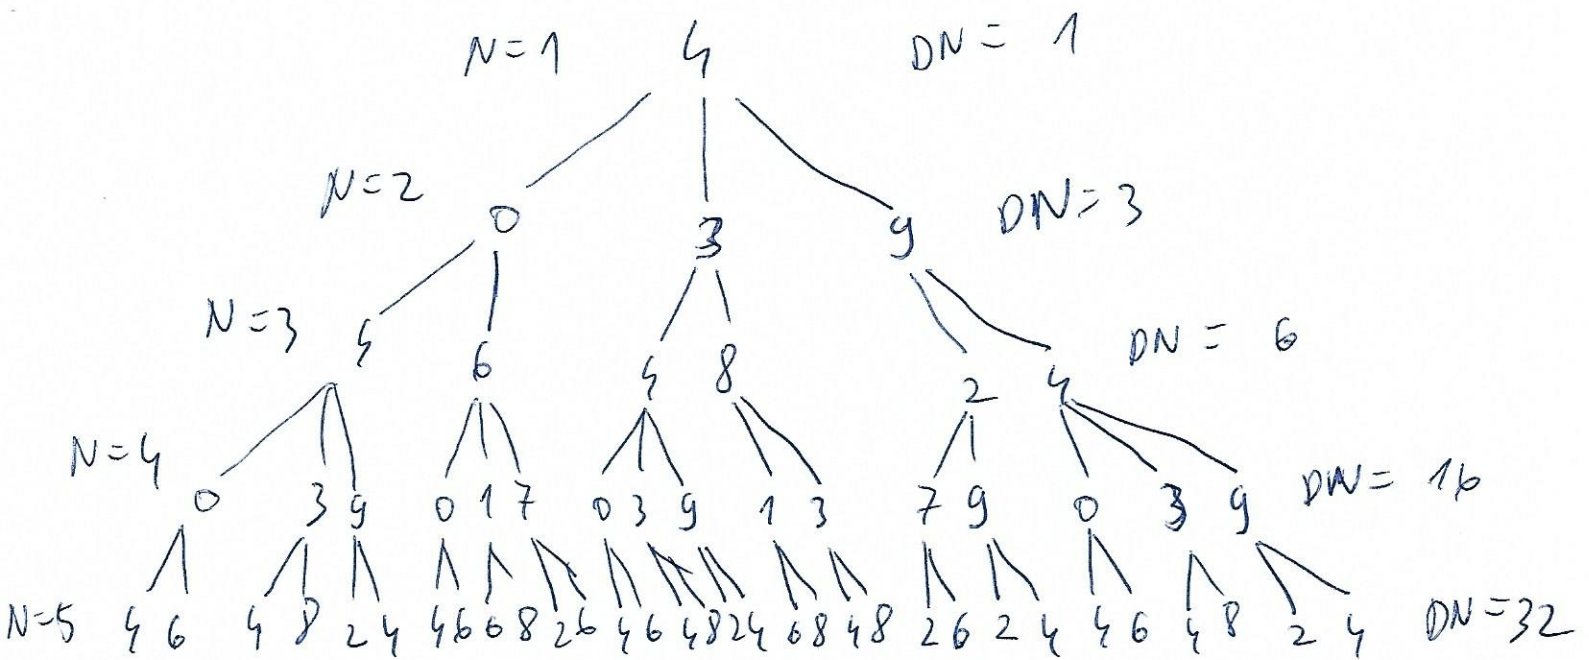 N=1 4 DN= 1
N=2 0 3 9 DN=3
N=3 4 6 4 8 2 4 DN= 6
N=4 0 3 9 0 1 7 0 3 9 1 3 7 9 0 3 9 DN= 16
N=5 4 6 4 8 2 4 4 6 6 8 2 6 4 6 4 8 2 4 6 8 4 8 2 6 2 4 4 6 4 8 2 4 DN=32